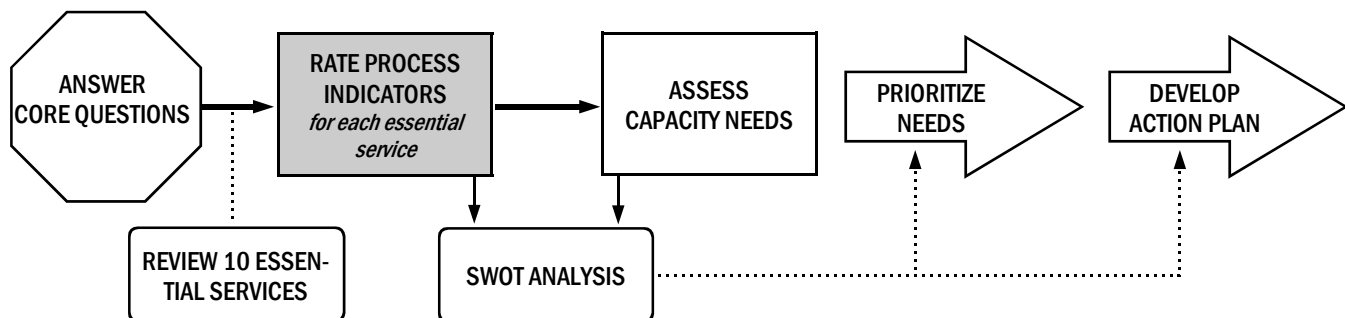 ANSWER
CORE QUESTIONS
RATE PROCESS
INDICATORS
for each essential
service
ASSESS
CAPACITY NEEDS
PRIORITIZE
NEEDS
DEVELOP
ACTION PLAN
REVIEW 10 ESSEN-
TIAL SERVICES
SWOT ANALYSIS